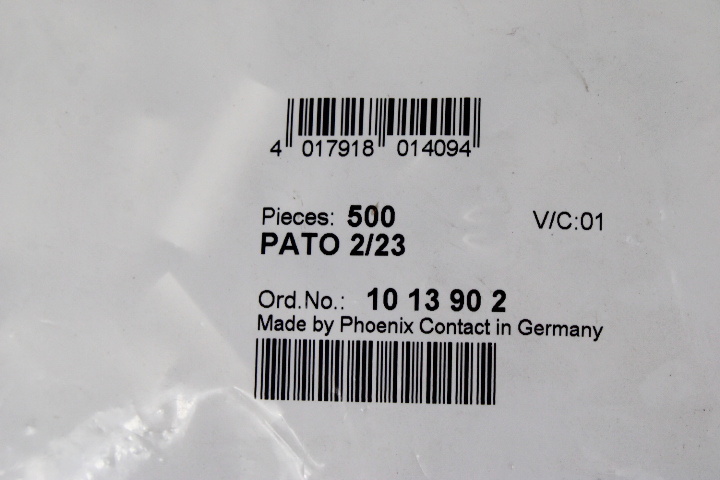 4 017918 014094
Pieces: 500 V/C:01
PATO 2/23
Ord.No.: 10 13 90 2
Made by Phoenix Contact in Germany